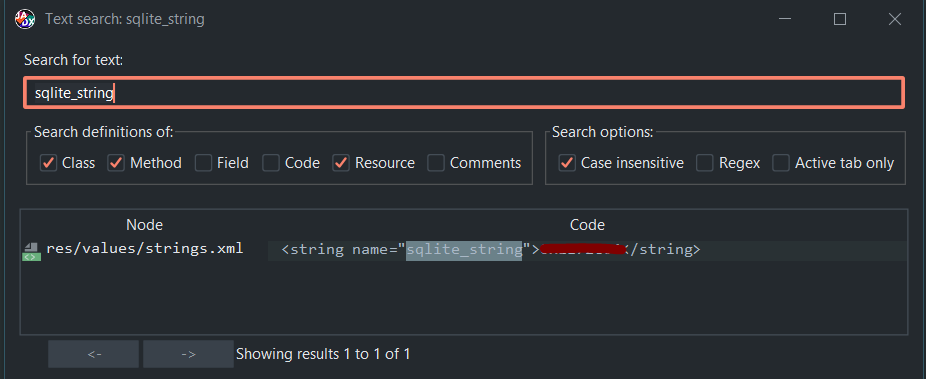 Text search: sqlite_string
Search for text:
sqlite_string
Search definitions of:
Class Method Field Code Resource Comments
Search options:
Case insensitive Regex Active tab only
Node Code
res/values/strings.xml <string name="sqlite_string"></string>
<- -> Showing results 1 to 1 of 1